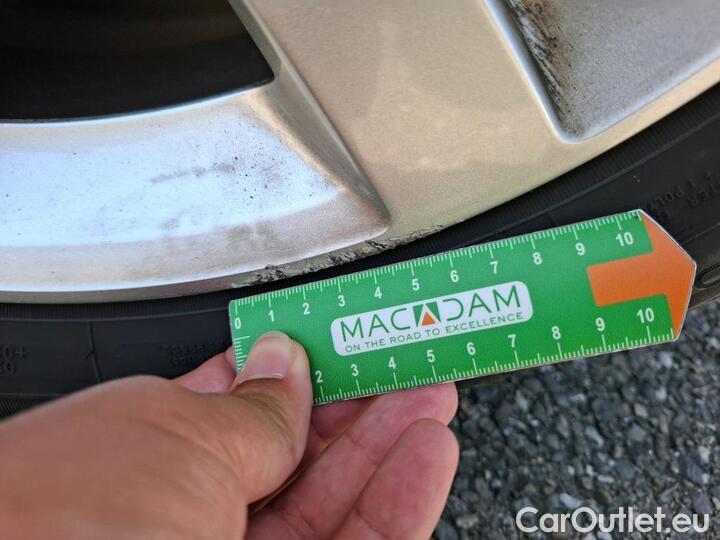 0 1 2 3 4 5 6 7 8 9 10
MACADAM
ON THE ROAD TO EXCELLENCE
2 3 4 5 6 7 8 9 10
CarOutlet.eu